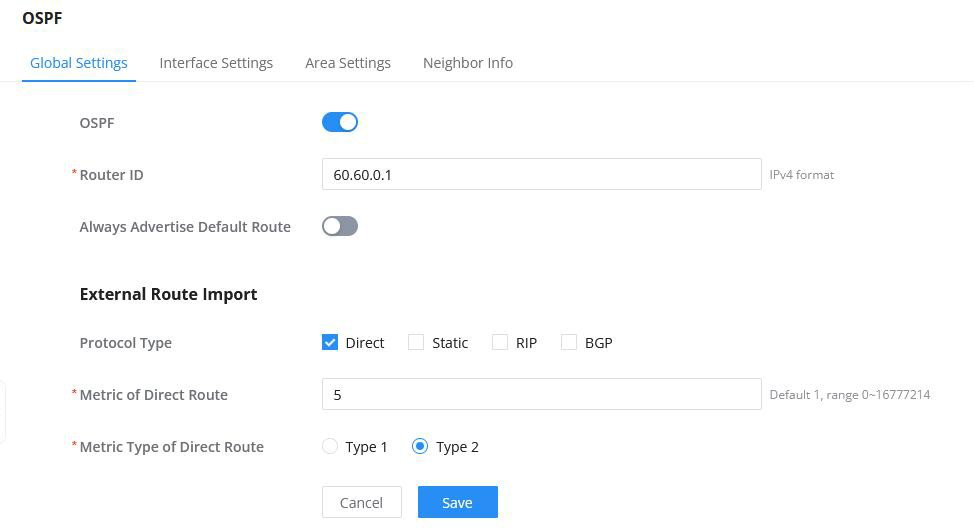 OSPF
Global Settings Interface Settings Area Settings Neighbor Info
OSPF
* Router ID 60.60.0.1 IPv4 format
Always Advertise Default Route
External Route Import
Protocol Type Direct Static RIP BGP
* Metric of Direct Route 5 Default 1, range 0~16777214
* Metric Type of Direct Route Type 1 Type 2
Cancel Save